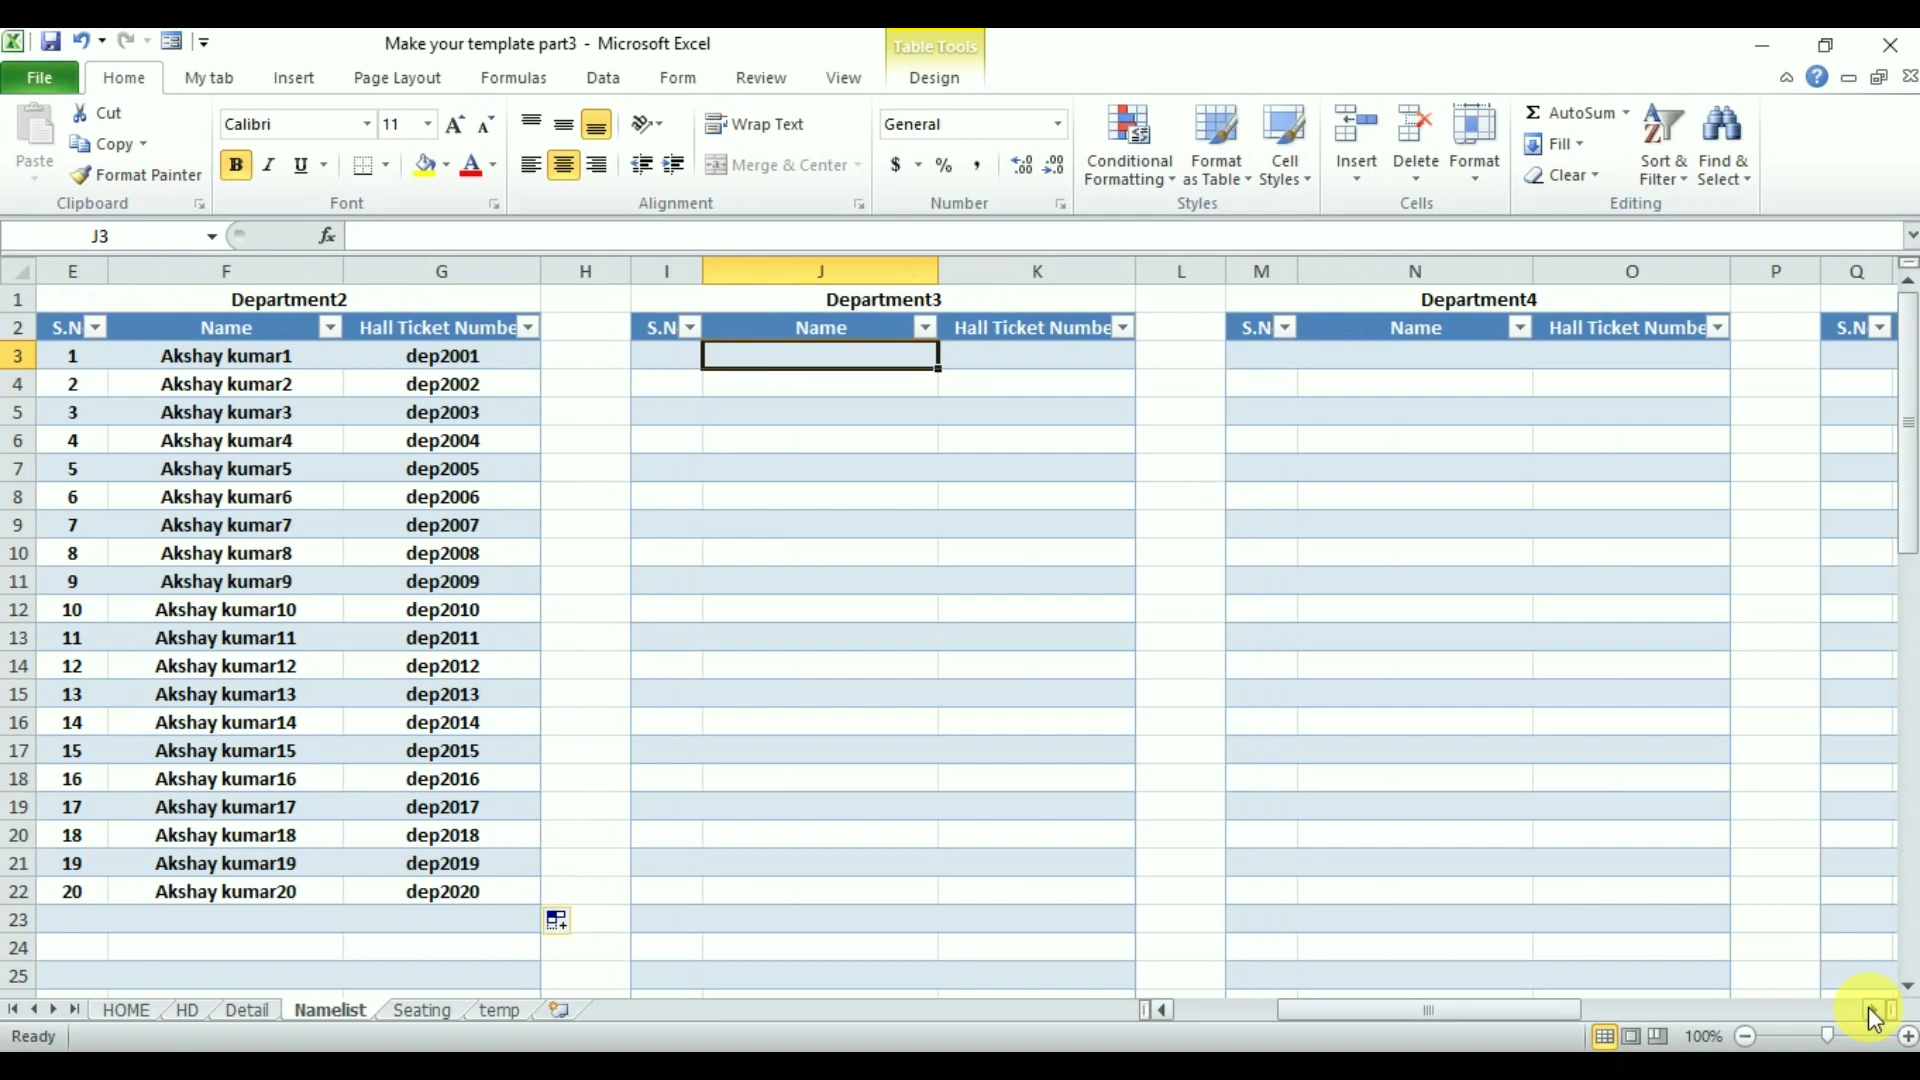 Make your template part3 - Microsoft Excel
Table Tools
File Home My tab Insert Page Layout Formulas Data Form Review View Design
Paste
Cut
Copy
Format Painter
Clipboard
Calibri 11
B I U A
Font
Wrap Text
Merge & Center
Alignment
General
$ % ,
Number
Conditional Formatting
Format as Table
Cell Styles
Styles
Insert Delete Format
Cells
Σ AutoSum
Fill
Clear
Sort & Filter
Find & Select
Editing
J3 fx
E F G H I J K L M N O P Q
1 Department2 Department3 Department4
2 S.N Name Hall Ticket Numbe S.N Name Hall Ticket Numbe S.N Name Hall Ticket Numbe S.N
3 1 Akshay kumar1 dep2001
4 2 Akshay kumar2 dep2002
5 3 Akshay kumar3 dep2003
6 4 Akshay kumar4 dep2004
7 5 Akshay kumar5 dep2005
8 6 Akshay kumar6 dep2006
9 7 Akshay kumar7 dep2007
10 8 Akshay kumar8 dep2008
11 9 Akshay kumar9 dep2009
12 10 Akshay kumar10 dep2010
13 11 Akshay kumar11 dep2011
14 12 Akshay kumar12 dep2012
15 13 Akshay kumar13 dep2013
16 14 Akshay kumar14 dep2014
17 15 Akshay kumar15 dep2015
18 16 Akshay kumar16 dep2016
19 17 Akshay kumar17 dep2017
20 18 Akshay kumar18 dep2018
21 19 Akshay kumar19 dep2019
22 20 Akshay kumar20 dep2020
23
24
25
HOME HD Detail Namelist Seating temp
Ready 100%